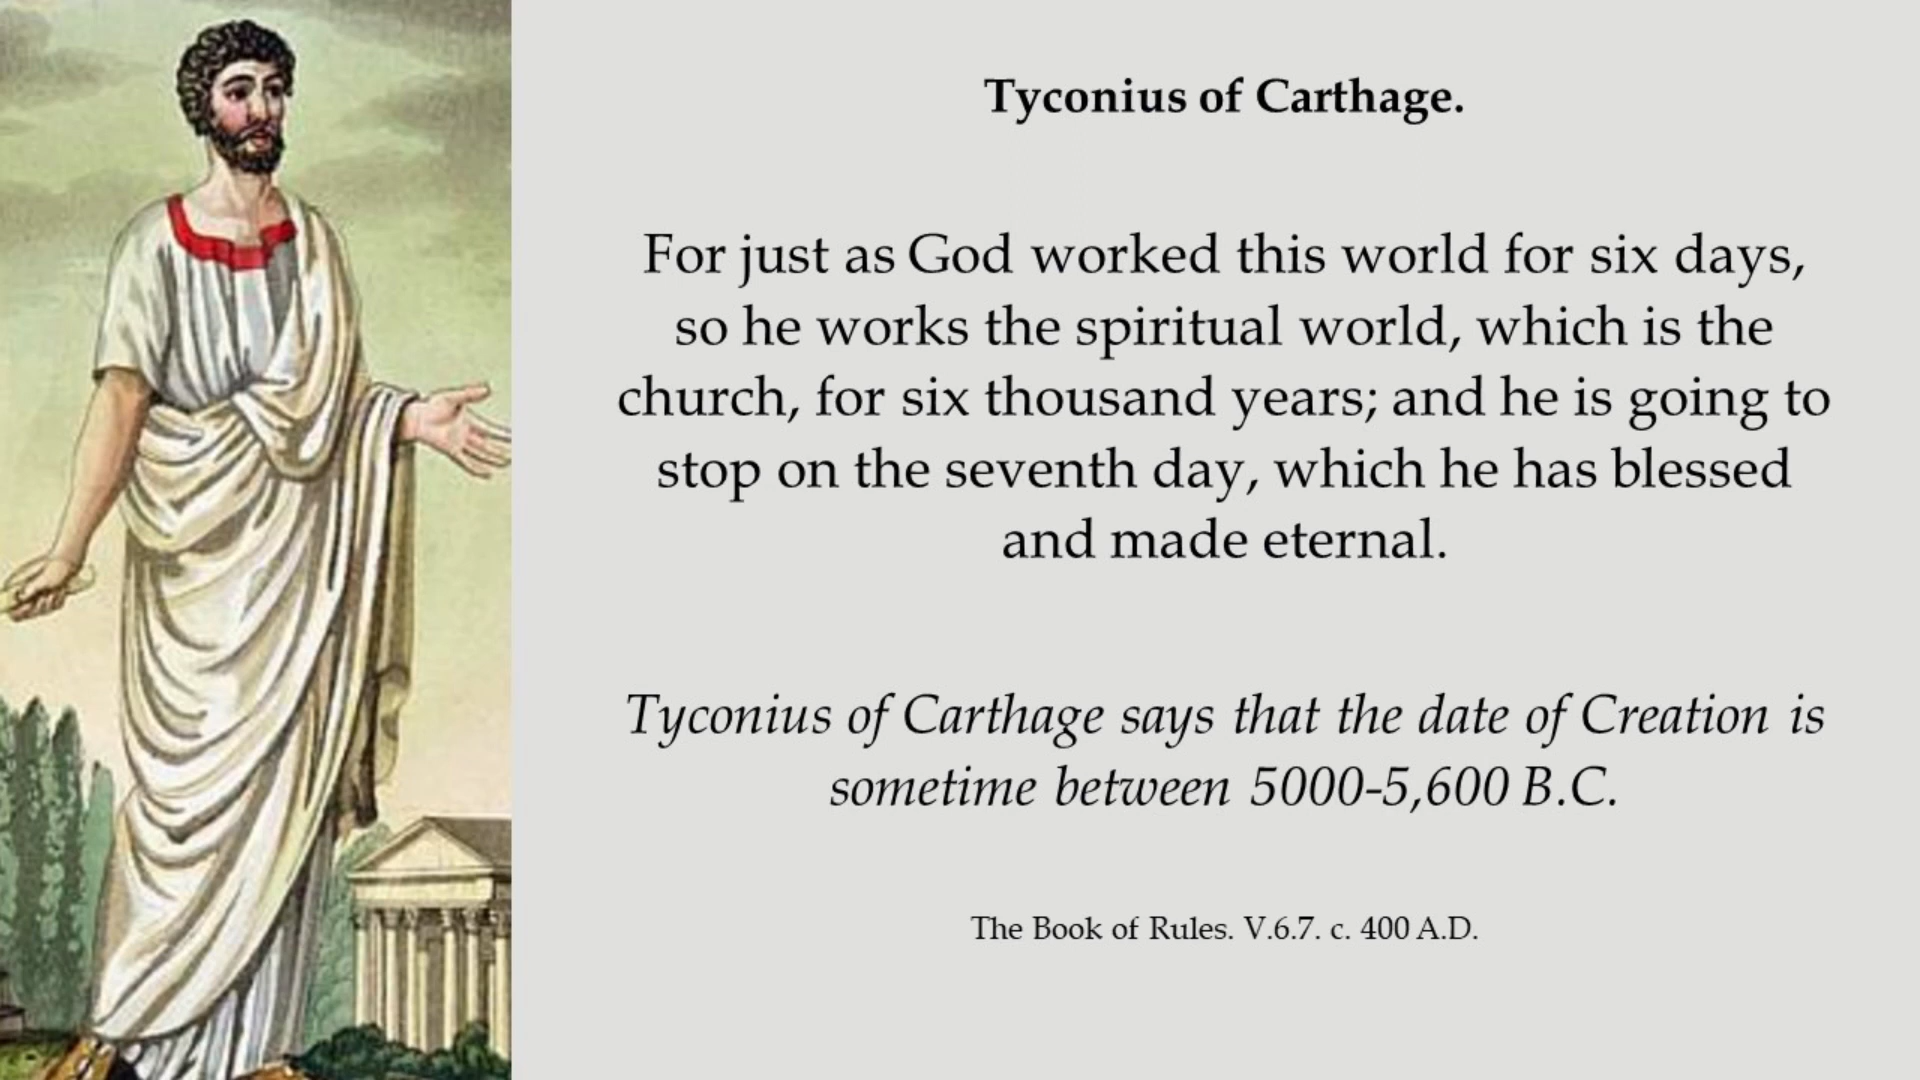 Tyconius of Carthage.
For just as God worked this world for six days,
so he works the spiritual world, which is the
church, for six thousand years; and he is going to
stop on the seventh day, which he has blessed
and made eternal.
Tyconius of Carthage says that the date of Creation is
sometime between 5000-5,600 B.C.
The Book of Rules. V.6.7. c. 400 A.D.